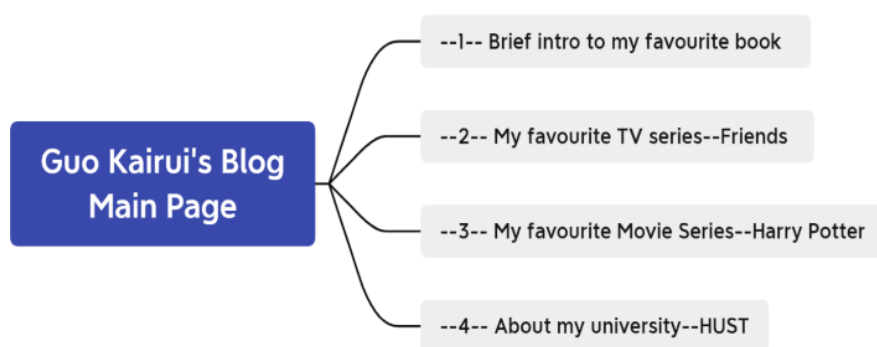 Guo Kairui's Blog
Main Page
--1-- Brief intro to my favourite book
--2-- My favourite TV series--Friends
--3-- My favourite Movie Series--Harry Potter
--4-- About my university--HUST